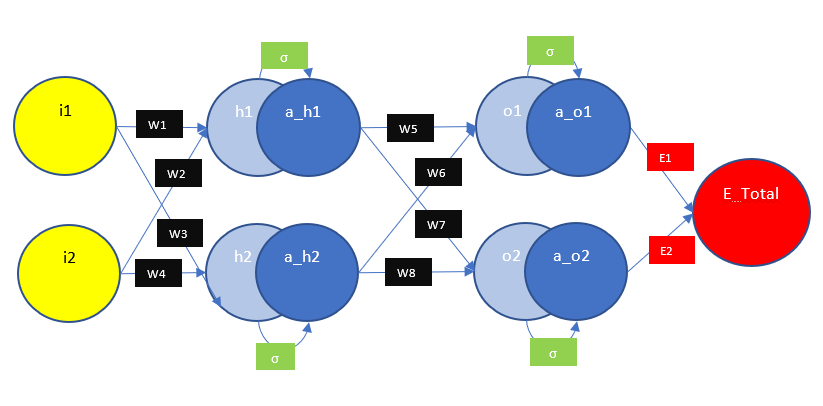 σ
σ
i1
W1
h1
a_h1
W5
o1
a_o1
E1
W2
W6
E_Total
W3
W7
i2
W4
h2
a_h2
W8
o2
a_o2
E2
σ
σ